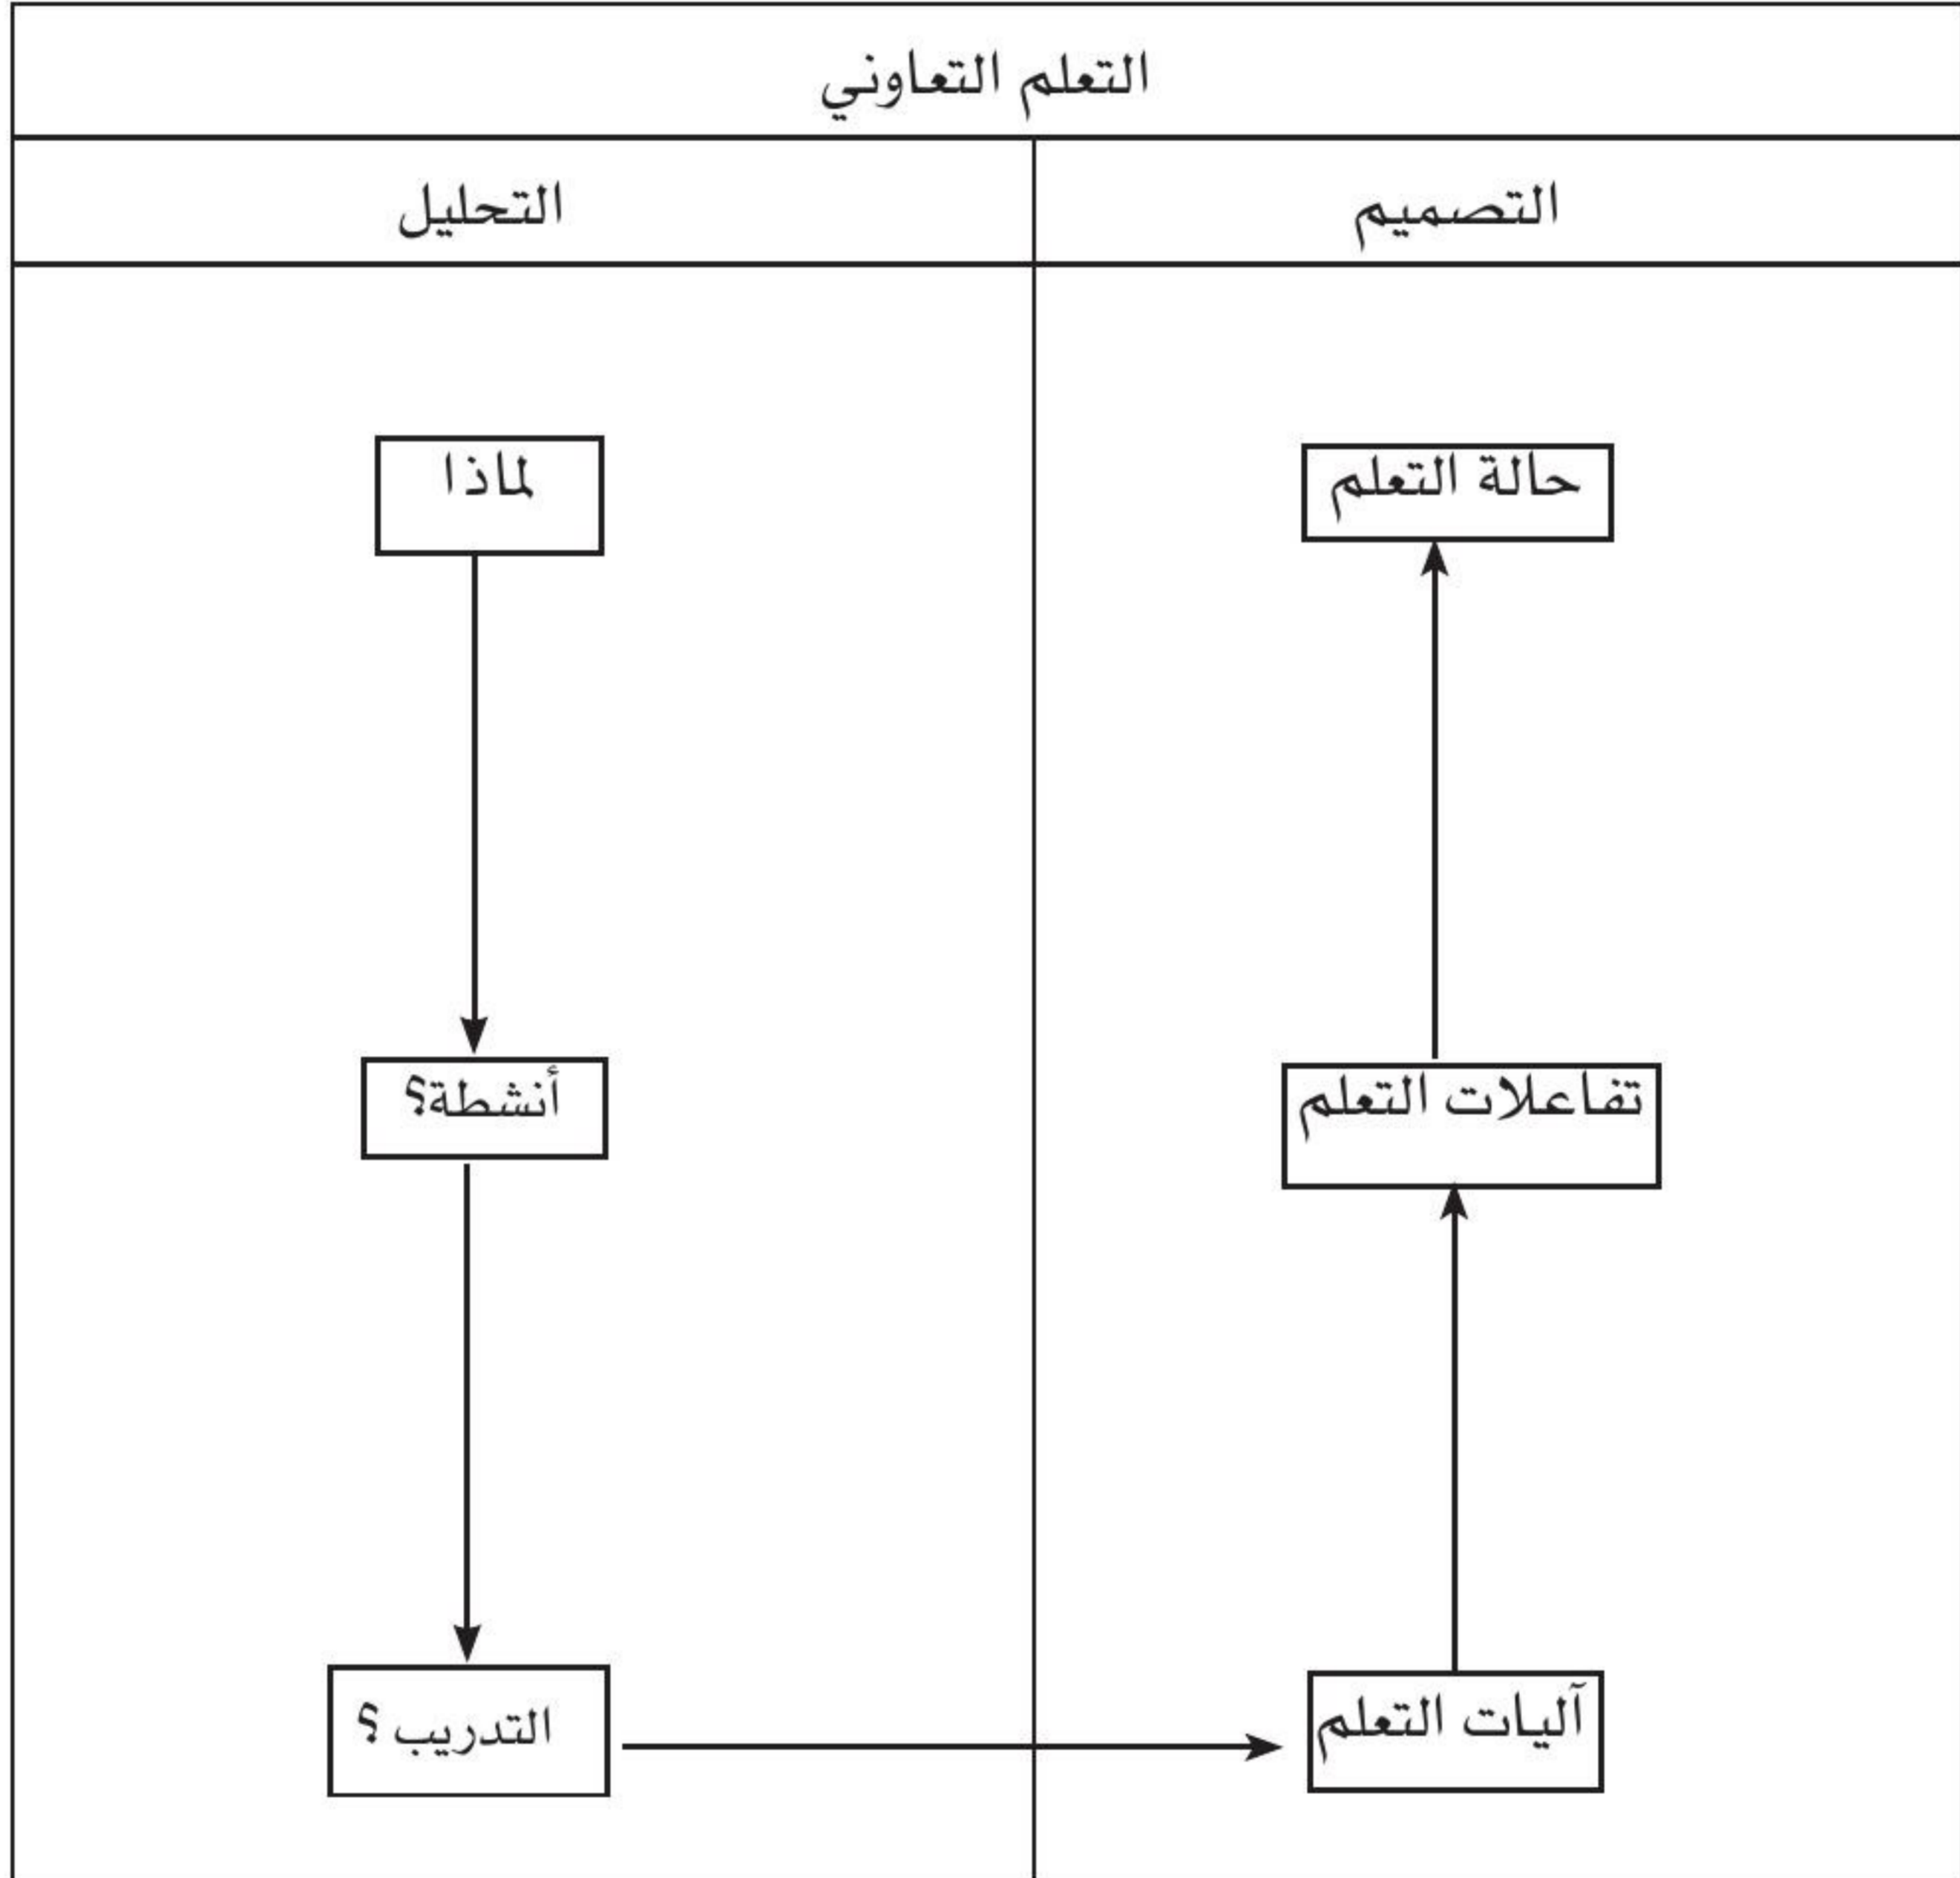 التعلم التعاوني
التصميم
التحليل
حالة التعلم
لماذا
تفاعلات التعلم
أنشطة؟
آليات التعلم
التدريب ؟